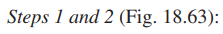 Steps 1 and 2 (Fig. 18.63):